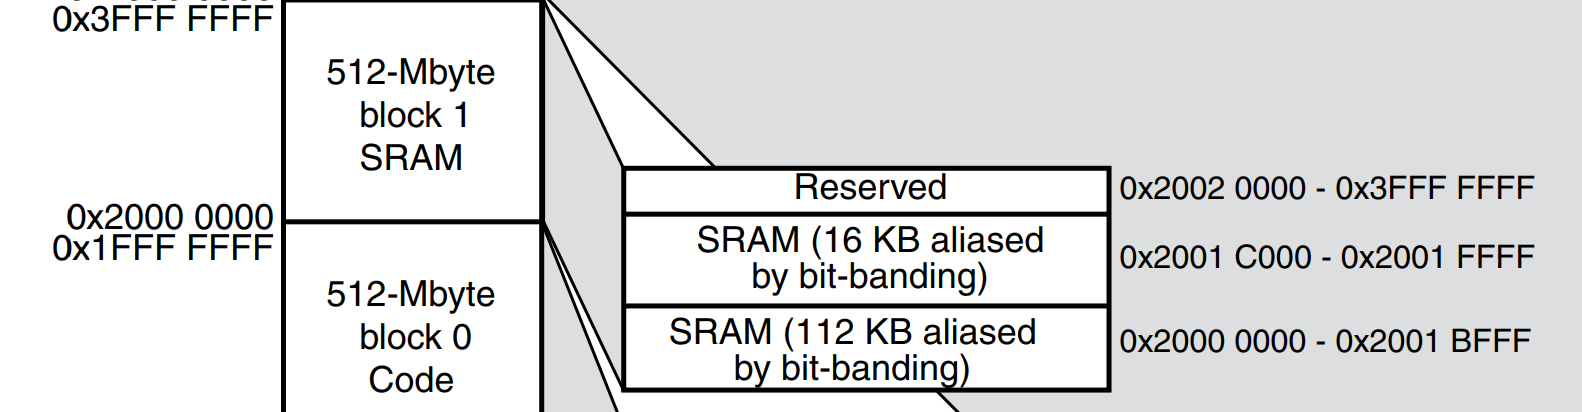 0x3FFF FFFF
512-Mbyte
block 1
SRAM
0x2000 0000
0x1FFF FFFF
512-Mbyte
block 0
Code
Reserved
0x2002 0000 - 0x3FFF FFFF
SRAM (16 KB aliased
by bit-banding)
0x2001 C000 - 0x2001 FFFF
SRAM (112 KB aliased
by bit-banding)
0x2000 0000 - 0x2001 BFFF